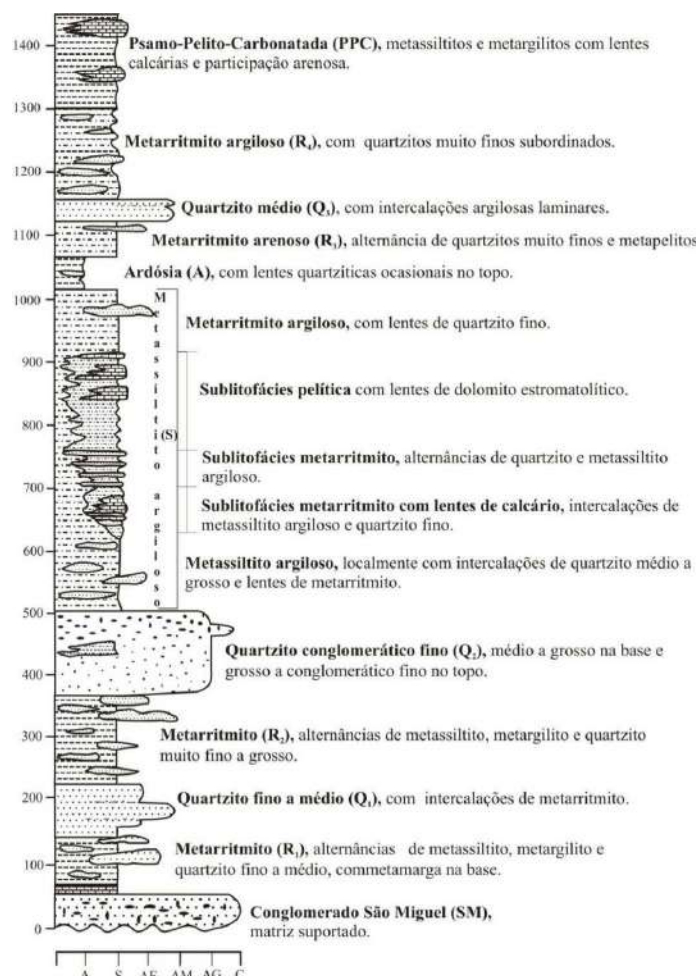 1400
Psamo-Pelito-Carbonatada (PPC), metassiltitos e metargilitos com lentes
calcárias e participação arenosa.
1300
Metarritmito argiloso (R₄), com quartzitos muito finos subordinados.
1200
Quartzito médio (Q₃), com intercalações argilosas laminares.
1100
Metarritmito arenoso (R₃), alternância de quartzitos muito finos e metapelitos
Ardósia (A), com lentes quartzíticas ocasionais no topo.
1000
Metassiltito (S) argiloso
Metarritmito argiloso, com lentes de quartzito fino.
900
Sublitofácies pelítica com lentes de dolomito estromatolítico.
800
Sublitofácies metarritmito, alternâncias de quartzito e metassiltito
argiloso.
700
Sublitofácies metarritmito com lentes de calcário, intercalações de
metassiltito argiloso e quartzito fino.
600
Metassiltito argiloso, localmente com intercalações de quartzito médio a
grosso e lentes de metarritmito.
500
Quartzito conglomerático fino (Q₂), médio a grosso na base e
grosso a conglomerático fino no topo.
400
300
Metarritmito (R₂), alternâncias de metassiltito, metargilito e quartzito
muito fino a grosso.
200
Quartzito fino a médio (Q₁), com intercalações de metarritmito.
Metarritmito (R₁), alternâncias de metassiltito, metargilito e
100
quartzito fino a médio, commetamarga na base.
Conglomerado São Miguel (SM),
0
matriz suportado.
A S AF AM AG C